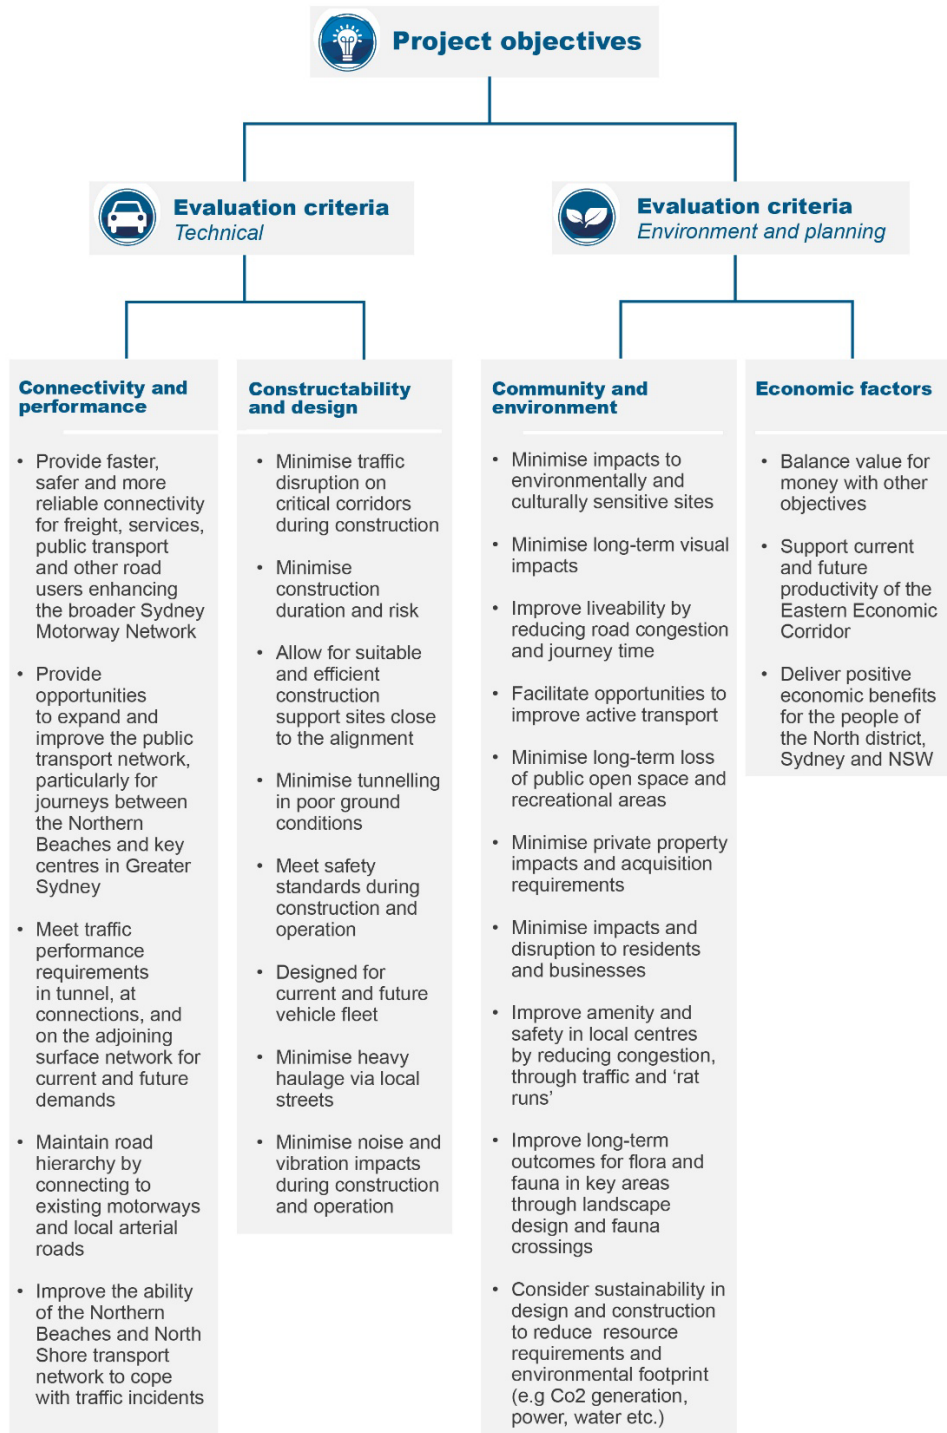 Project objectives
Evaluation criteria
Technical
Evaluation criteria
Environment and planning
Connectivity and
performance
• Provide faster,
safer and more
reliable connectivity
for freight, services,
public transport
and other road
users enhancing
the broader Sydney
Motorway Network
• Provide
opportunities
to expand and
improve the public
transport network,
particularly for
journeys between
the Northern
Beaches and key
centres in Greater
Sydney
• Meet traffic
performance
requirements
in tunnel, at
connections, and
on the adjoining
surface network for
current and future
demands
• Maintain road
hierarchy by
connecting to
existing motorways
and local arterial
roads
• Improve the ability
of the Northern
Beaches and North
Shore transport
network to cope
with traffic incidents
Constructability
and design
• Minimise traffic
disruption on
critical corridors
during construction
• Minimise
construction
duration and risk
• Allow for suitable
and efficient
construction
support sites close
to the alignment
• Minimise tunnelling
in poor ground
conditions
• Meet safety
standards during
construction and
operation
• Designed for
current and future
vehicle fleet
• Minimise heavy
haulage via local
streets
• Minimise noise and
vibration impacts
during construction
and operation
Community and
environment
• Minimise impacts to
environmentally and
culturally sensitive sites
• Minimise long-term visual
impacts
• Improve liveability by
reducing road congestion
and journey time
• Facilitate opportunities to
improve active transport
• Minimise long-term loss
of public open space and
recreational areas
• Minimise private property
impacts and acquisition
requirements
• Minimise impacts and
disruption to residents
and businesses
• Improve amenity and
safety in local centres
by reducing congestion,
through traffic and ‘rat
runs’
• Improve long-term
outcomes for flora and
fauna in key areas
through landscape
design and fauna
crossings
• Consider sustainability in
design and construction
to reduce resource
requirements and
environmental footprint
(e.g Co2 generation,
power, water etc.)
Economic factors
• Balance value for
money with other
objectives
• Support current
and future
productivity of the
Eastern Economic
Corridor
• Deliver positive
economic benefits
for the people of
the North district,
Sydney and NSW